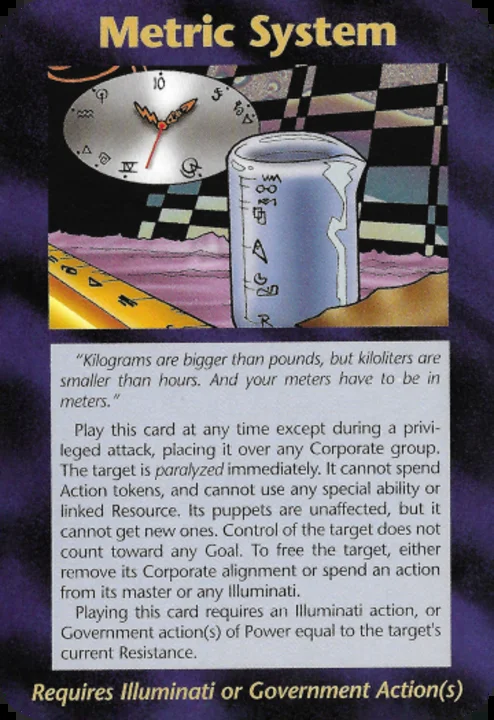 Metric System
10
IV
"Kilograms are bigger than pounds, but kiloliters are
smaller than hours. And your meters have to be in
meters."
Play this card at any time except during a privi-
leged attack, placing it over any Corporate group.
The target is paralyzed immediately. It cannot spend
Action tokens, and cannot use any special ability or
linked Resource. Its puppets are unaffected, but it
cannot get new ones. Control of the target does not
count toward any Goal. To free the target, either
remove its Corporate alignment or spend an action
from its master or any Illuminati.
Playing this card requires an Illuminati action, or
Government action(s) of Power equal to the target's
current Resistance.
Requires Illuminati or Government Action(s)